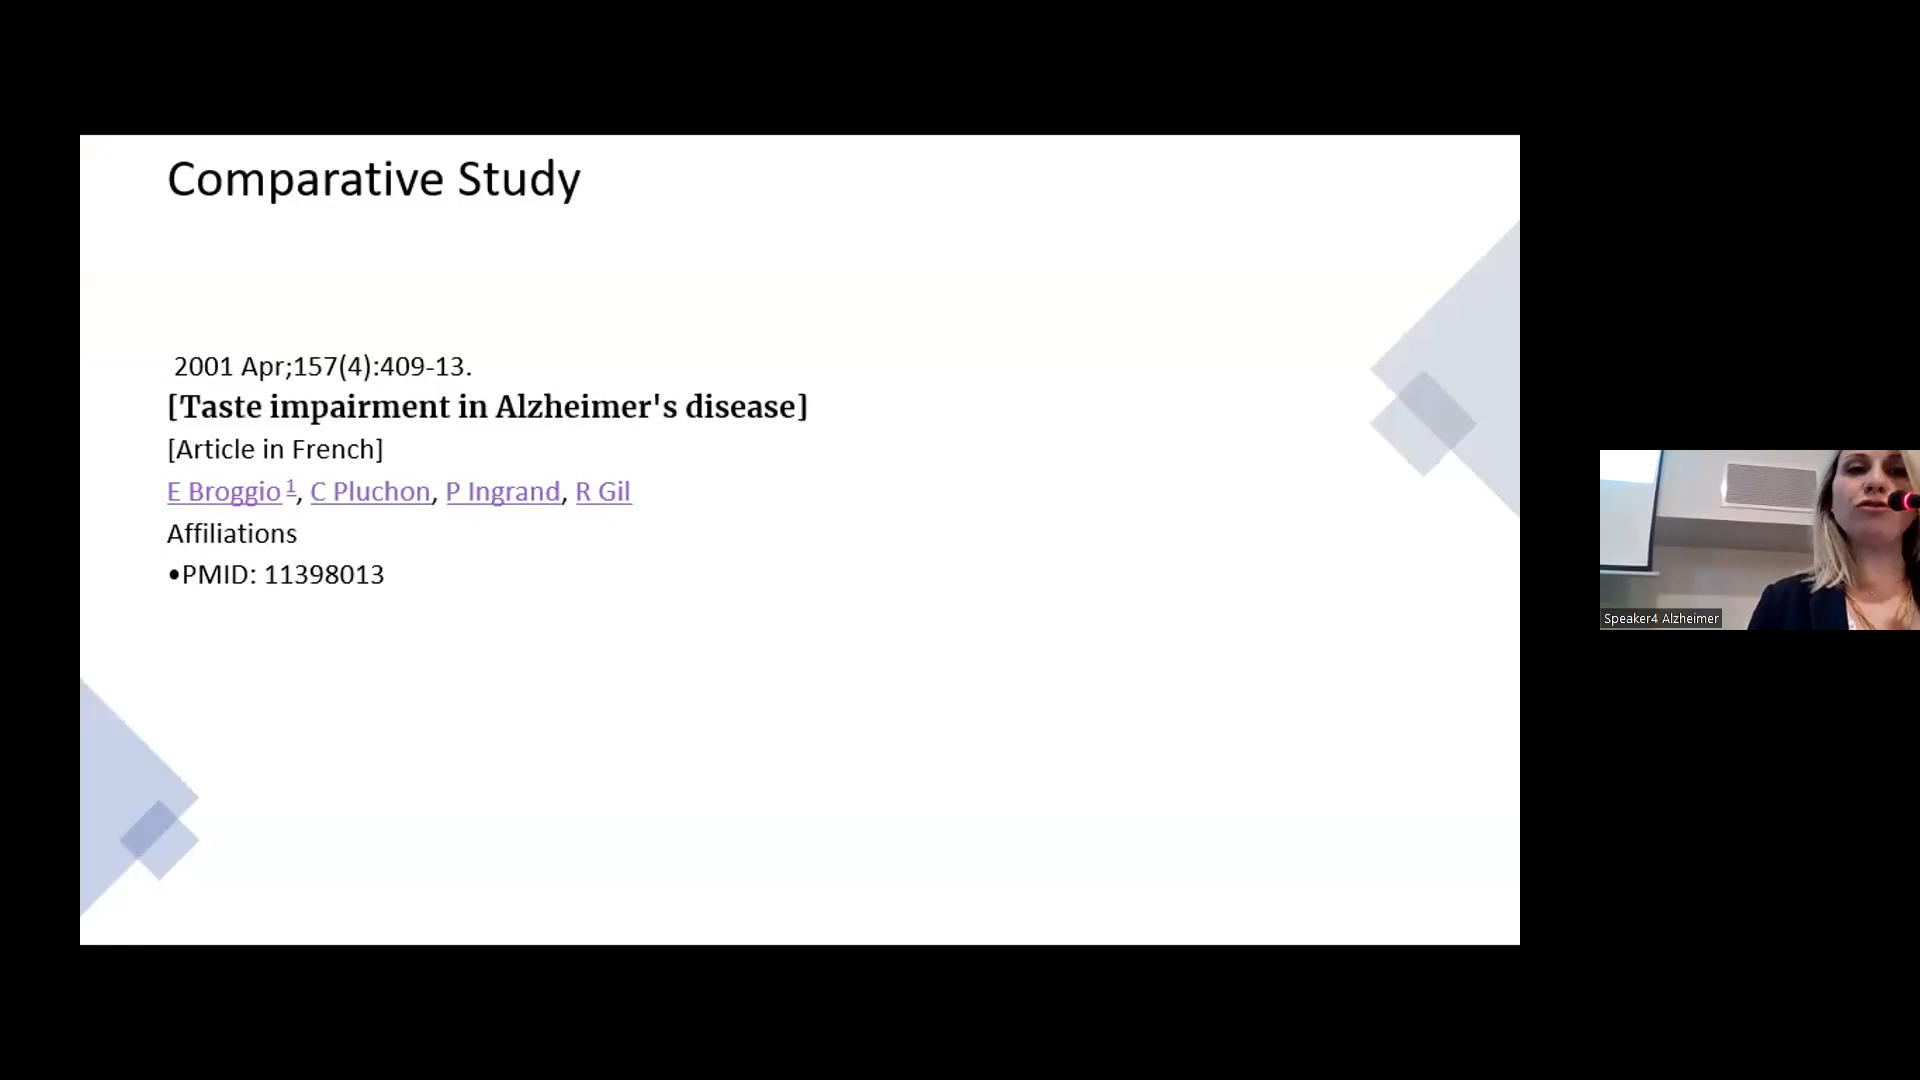 Comparative Study
2001 Apr;157(4):409-13.
[Taste impairment in Alzheimer's disease]
[Article in French]
E Broggio 1, C Pluchon, P Ingrand, R Gil
Affiliations
•PMID: 11398013
Speaker4 Alzheimer